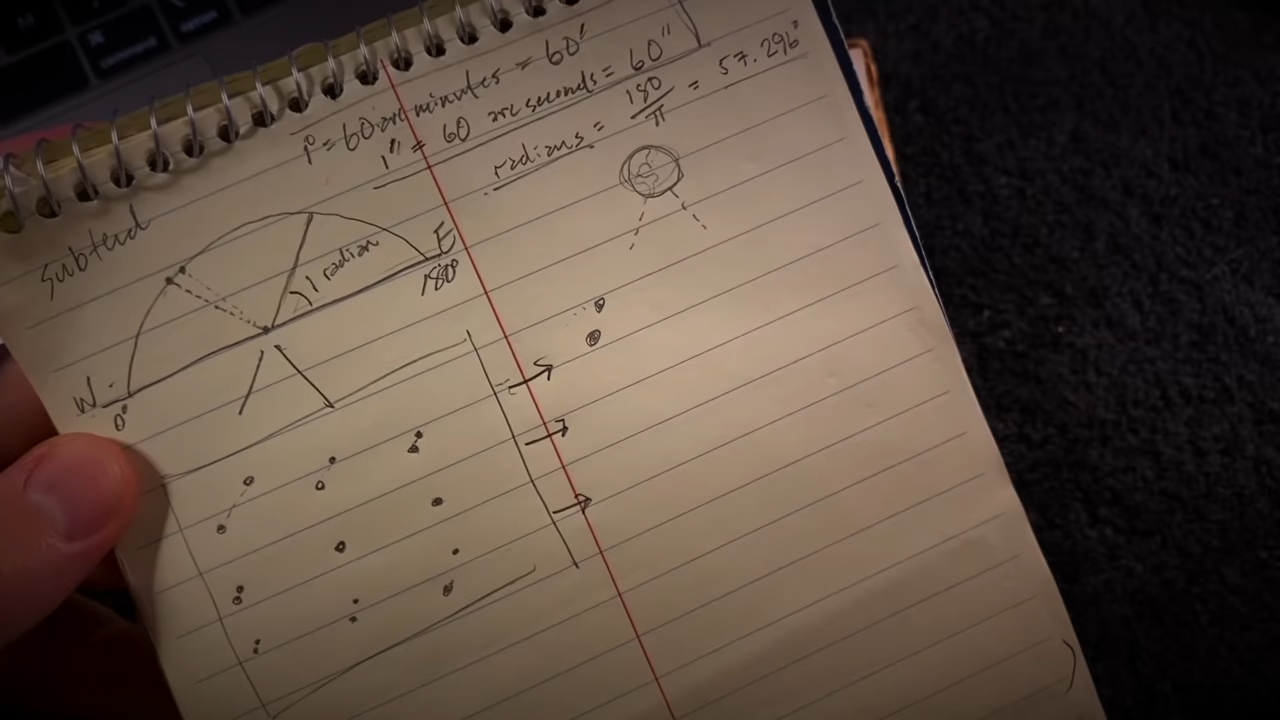 1° = 60 arc minutes = 60'
1" = 60 arc seconds = 60"
radians = 180/π = 57.296°
Subtend
1 radian
E
180°
W
0°
command